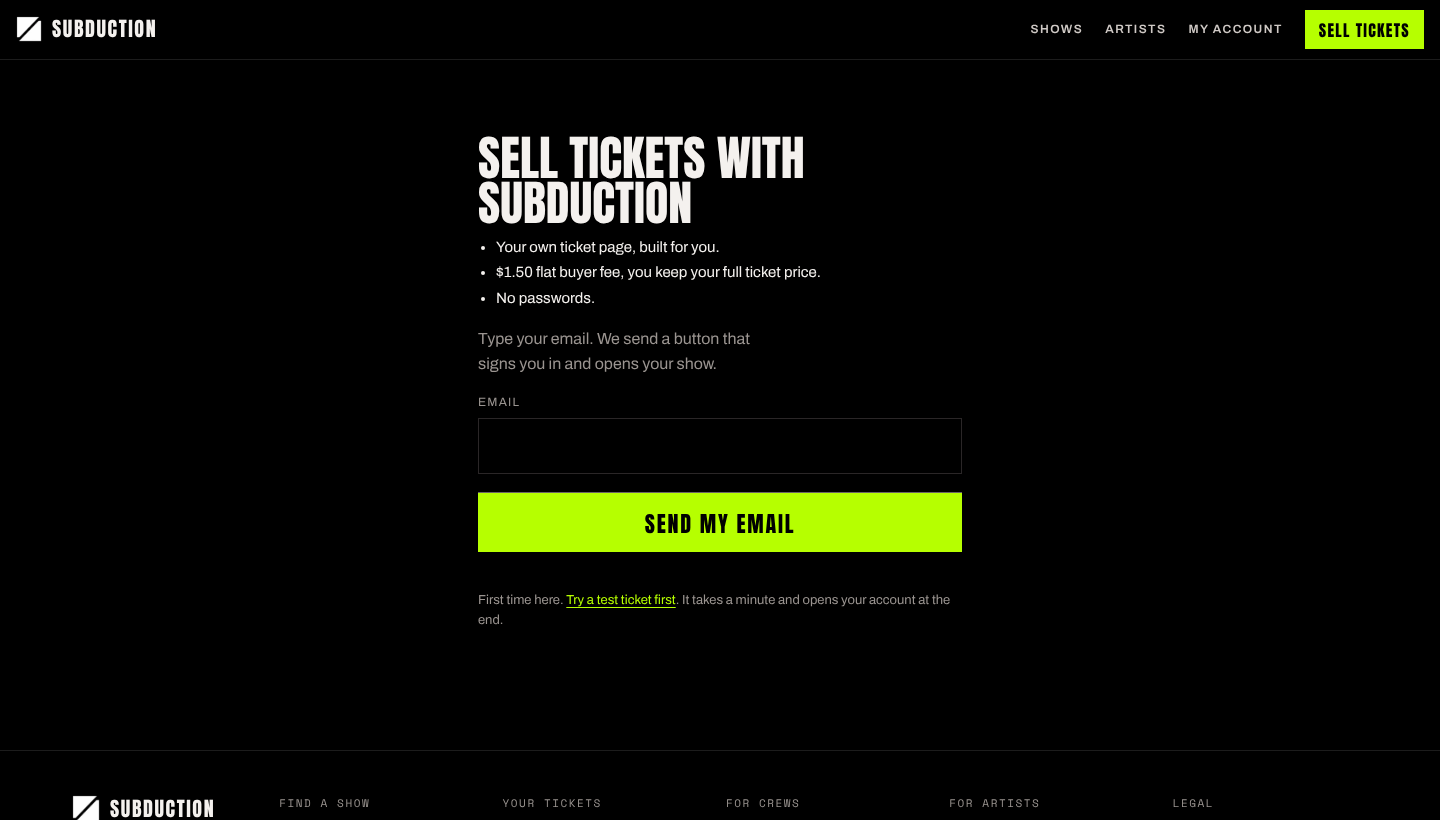 SUBDUCTION
SHOWS
ARTISTS
MY ACCOUNT
SELL TICKETS
SELL TICKETS WITH
SUBDUCTION
• Your own ticket page, built for you.
• $1.50 flat buyer fee, you keep your full ticket price.
• No passwords.
Type your email. We send a button that
signs you in and opens your show.
EMAIL
SEND MY EMAIL
First time here. Try a test ticket first. It takes a minute and opens your account at the
end.
SUBDUCTION
FIND A SHOW
YOUR TICKETS
FOR CREWS
FOR ARTISTS
LEGAL